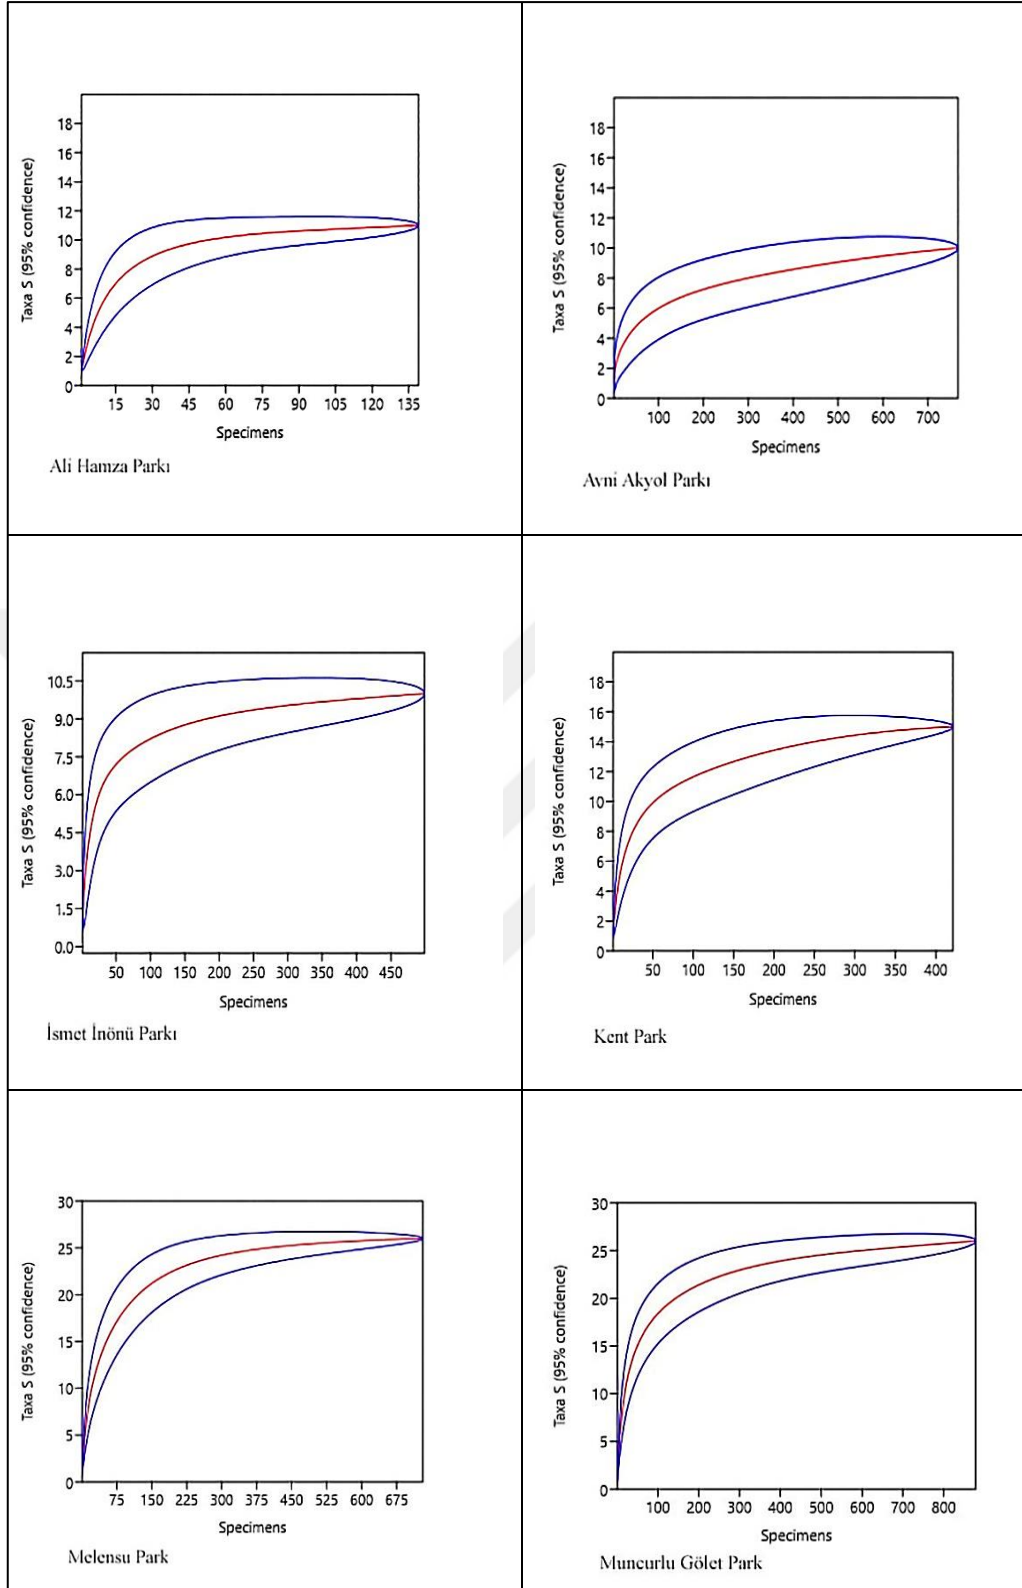 Taxa S (95% confidence)
18
16
14
12
10
8
6
4
2
0
15 30 45 60 75 90 105 120 135
Specimens
Ali Hamza Parkı
Taxa S (95% confidence)
18
16
14
12
10
8
6
4
2
0
100 200 300 400 500 600 700
Specimens
Avni Akyol Parkı
Taxa S (95% confidence)
10.5
9.0
7.5
6.0
4.5
3.0
1.5
0.0
50 100 150 200 250 300 350 400 450
Specimens
İsmet İnönü Parkı
Taxa S (95% confidence)
18
16
14
12
10
8
6
4
2
0
50 100 150 200 250 300 350 400
Specimens
Kent Park
Taxa S (95% confidence)
30
25
20
15
10
5
0
75 150 225 300 375 450 525 600 675
Specimens
Melensu Park
Taxa S (95% confidence)
30
25
20
15
10
5
0
100 200 300 400 500 600 700 800
Specimens
Muncurlu Gölet Park